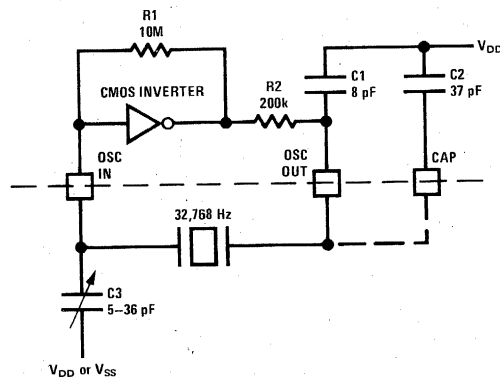 R1
10M
CMOS INVERTER
R2
200k
C1
8 pF
C2
37 pF
VDD
OSC
IN
OSC
OUT
CAP
32,768 Hz
C3
5–36 pF
VDD or VSS